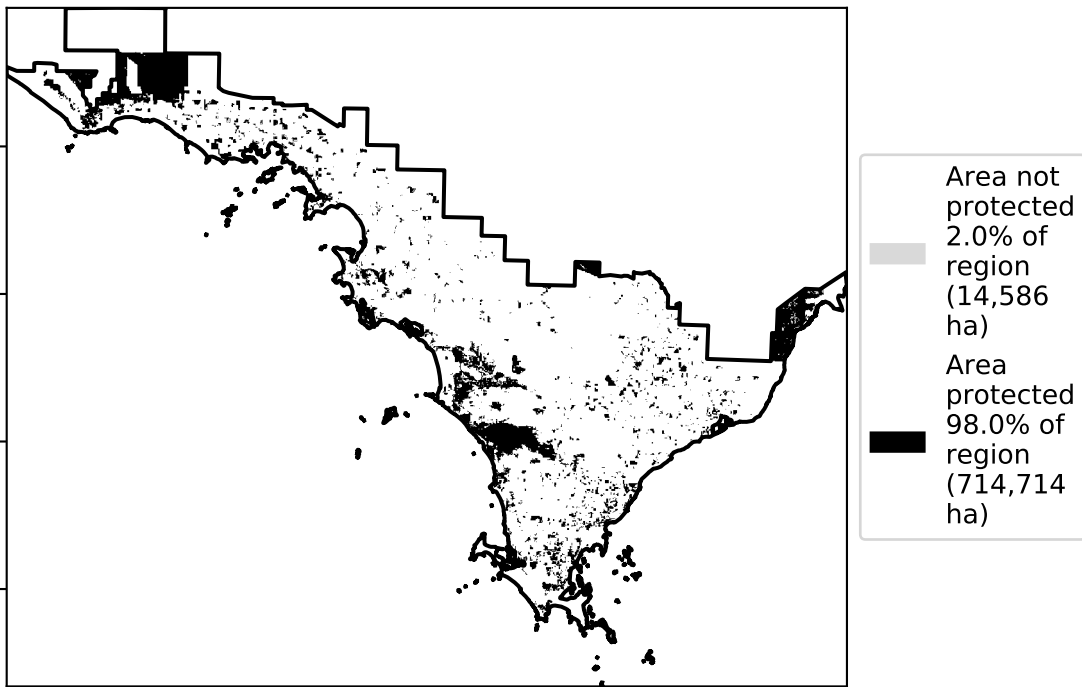 Area not
protected
2.0% of
region
(14,586
ha)
Area
protected
98.0% of
region
(714,714
ha)